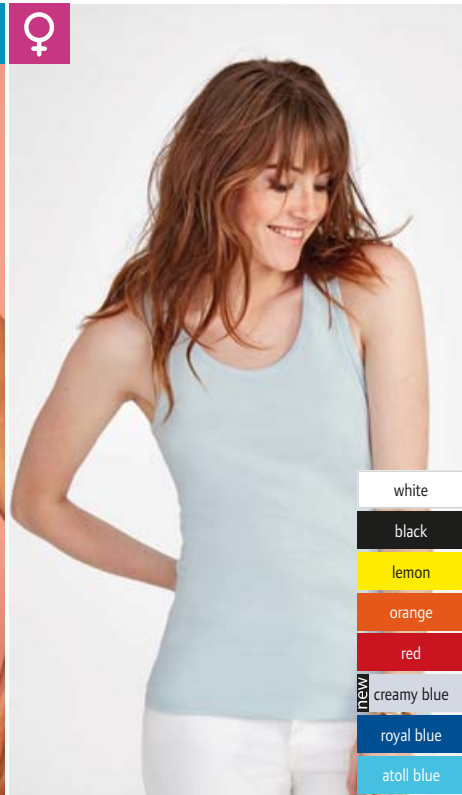 white
black
lemon
orange
red
new
creamy blue
royal blue
atoll blue